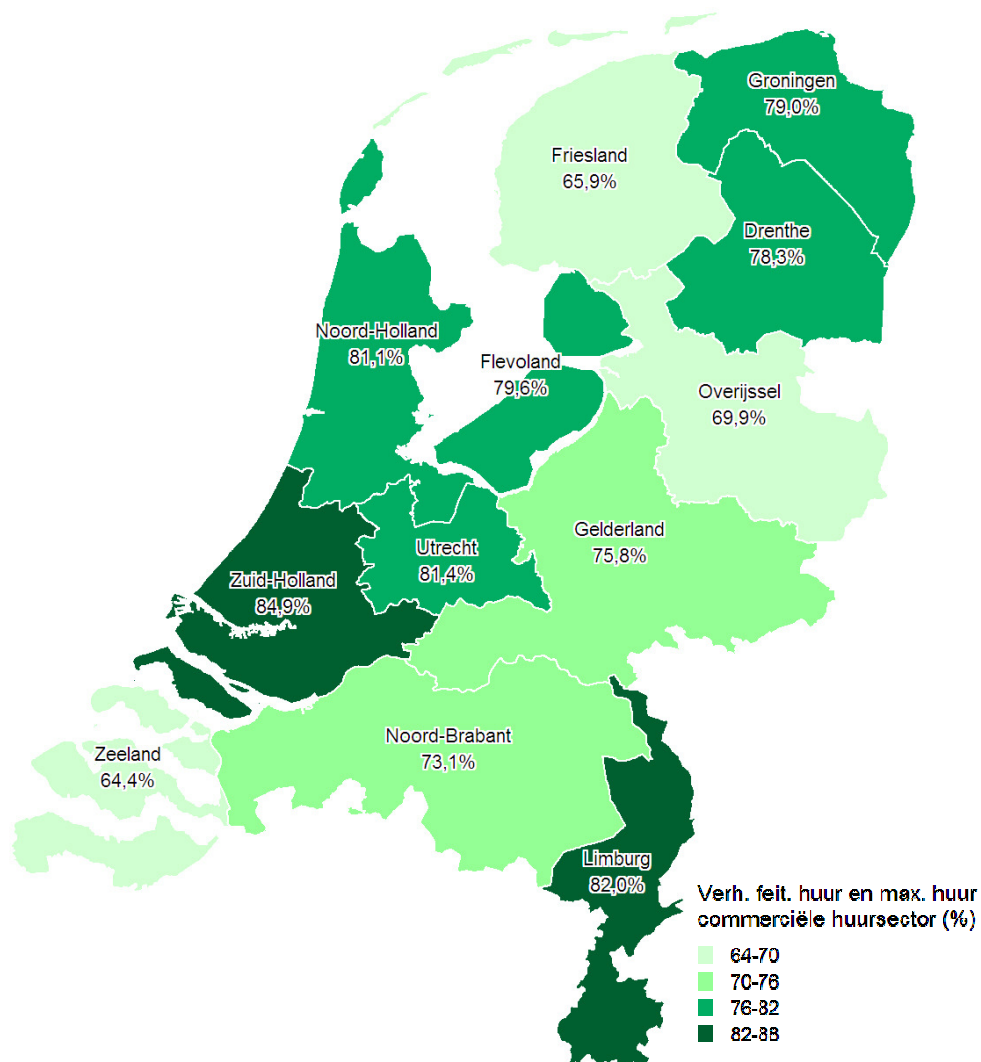 Groningen
79,0%
Friesland
65,9%
Drenthe
78,3%
Noord-Holland
81,1%
Flevoland
79,6%
Overijssel
69,9%
Gelderland
75,8%
Utrecht
81,4%
Zuid-Holland
84,9%
Noord-Brabant
73,1%
Zeeland
64,4%
Limburg
82,0%
Verh. feit. huur en max. huur
commerciële huursector (%)
64-70
70-76
76-82
82-88